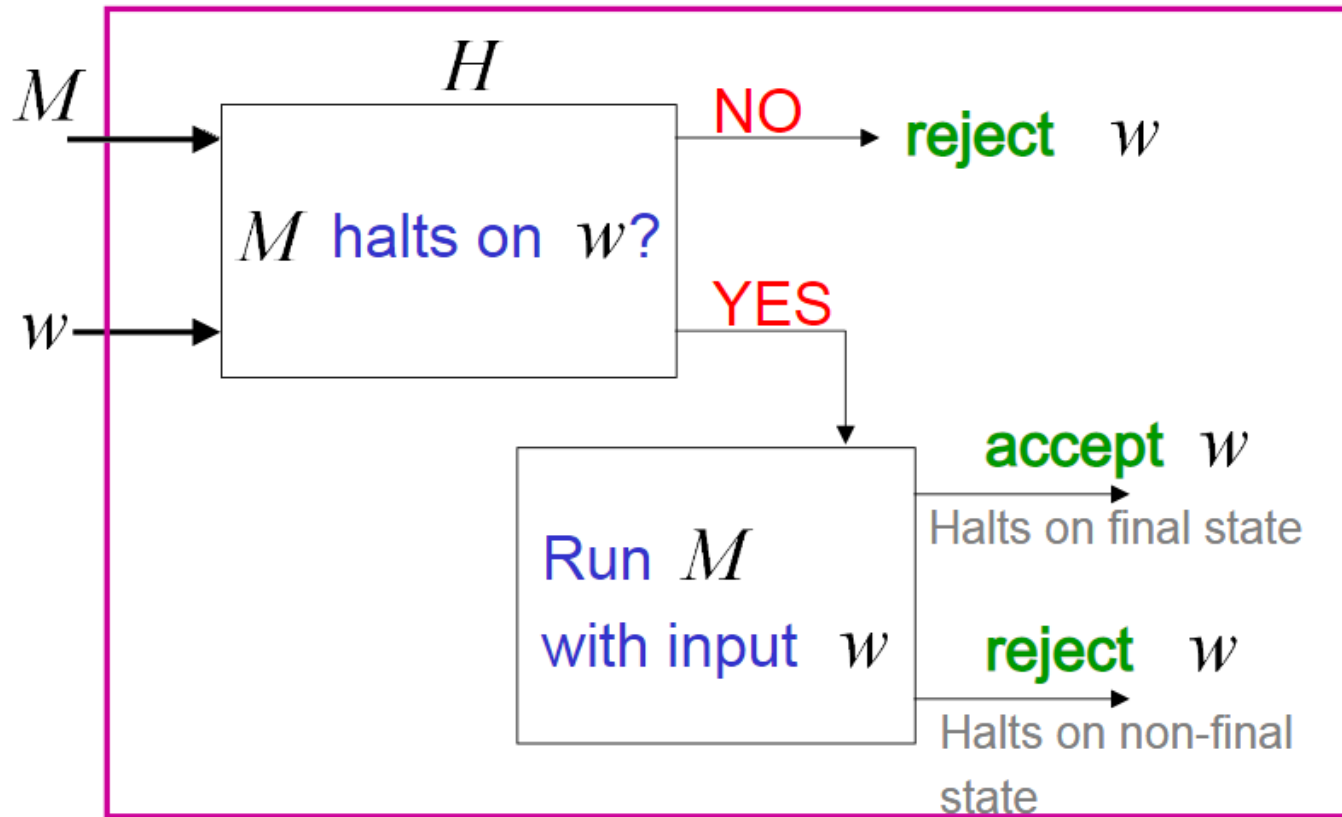 H
M
NO
reject w
M halts on w?
YES
w
accept w
Halts on final state
Run M
with input w
reject w
Halts on non-final
state